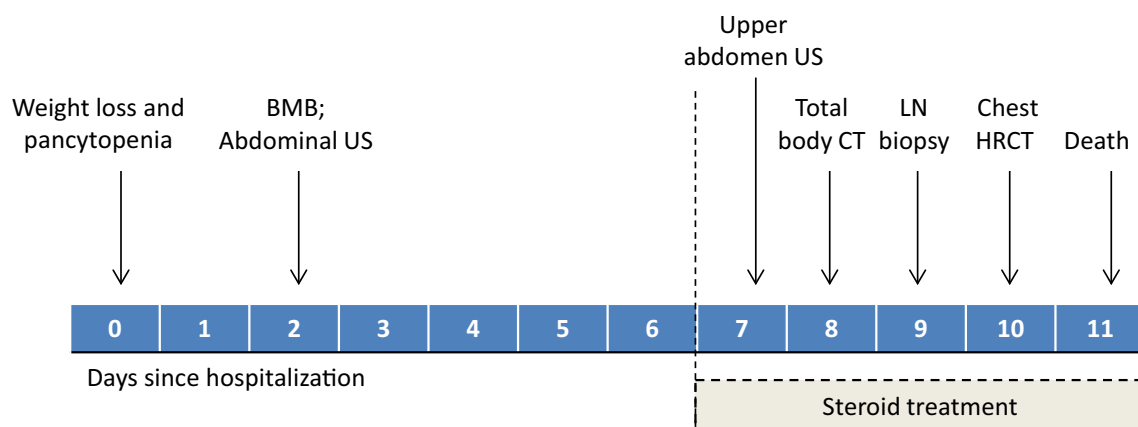 Upper
abdomen US
Weight loss and
pancytopenia
BMB;
Abdominal US
Total
body CT
LN
biopsy
Chest
HRCT
Death
0 1 2 3 4 5 6 7 8 9 10 11
Days since hospitalization
Steroid treatment